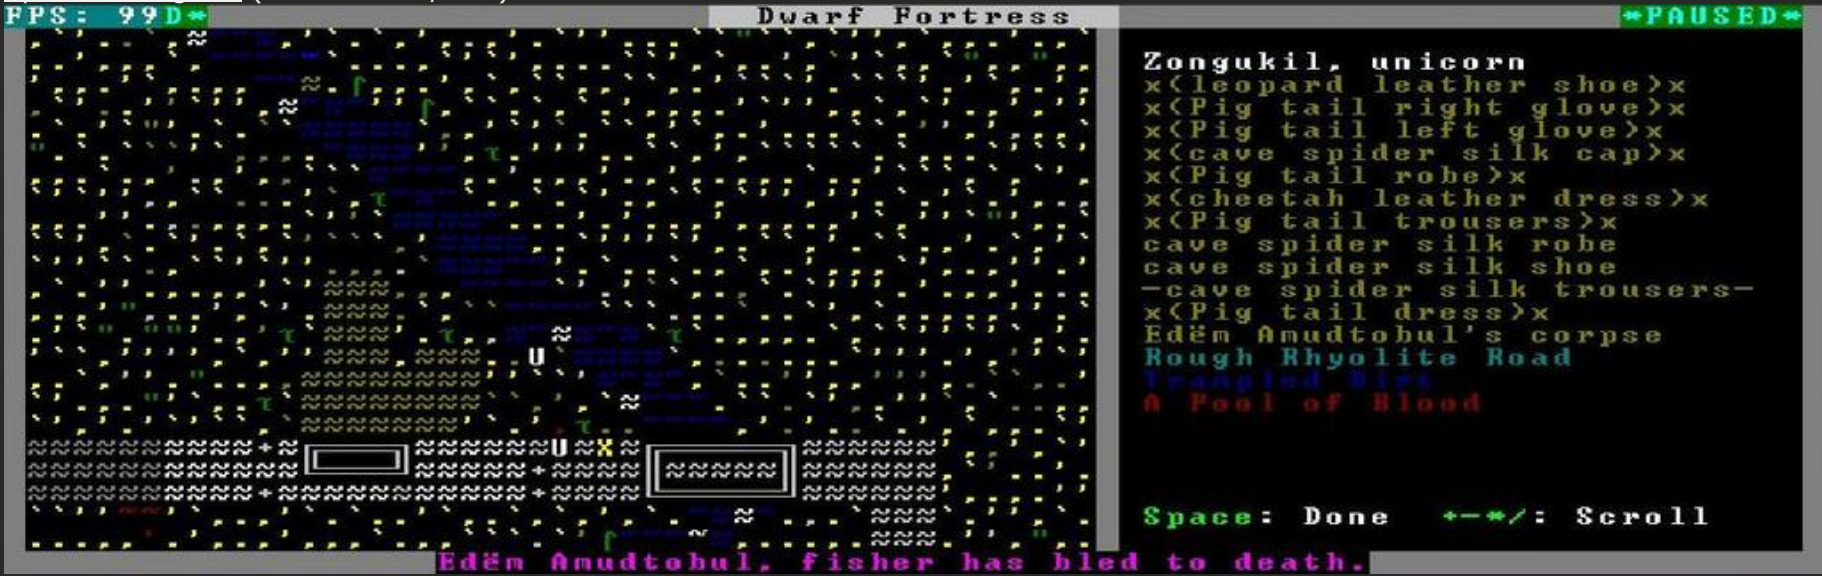 FPS: 99 D* Dwarf Fortress *PAUSED*
Zongukil, unicorn
x(leopard leather shoe)x
x(Pig tail right glove)x
x(Pig tail left glove)x
x(cave spider silk cap)x
x(Pig tail robe)x
x(cheetah leather dress)x
x(Pig tail trousers)x
cave spider silk robe
cave spider silk shoe
-cave spider silk trousers-
x(Pig tail dress)x
Edëm Amudtobul's corpse
Rough Rhyolite Road
Trampled Dirt
A Pool of Blood
Space: Done +-*/: Scroll
Edëm Amudtobul, fisher has bled to death.